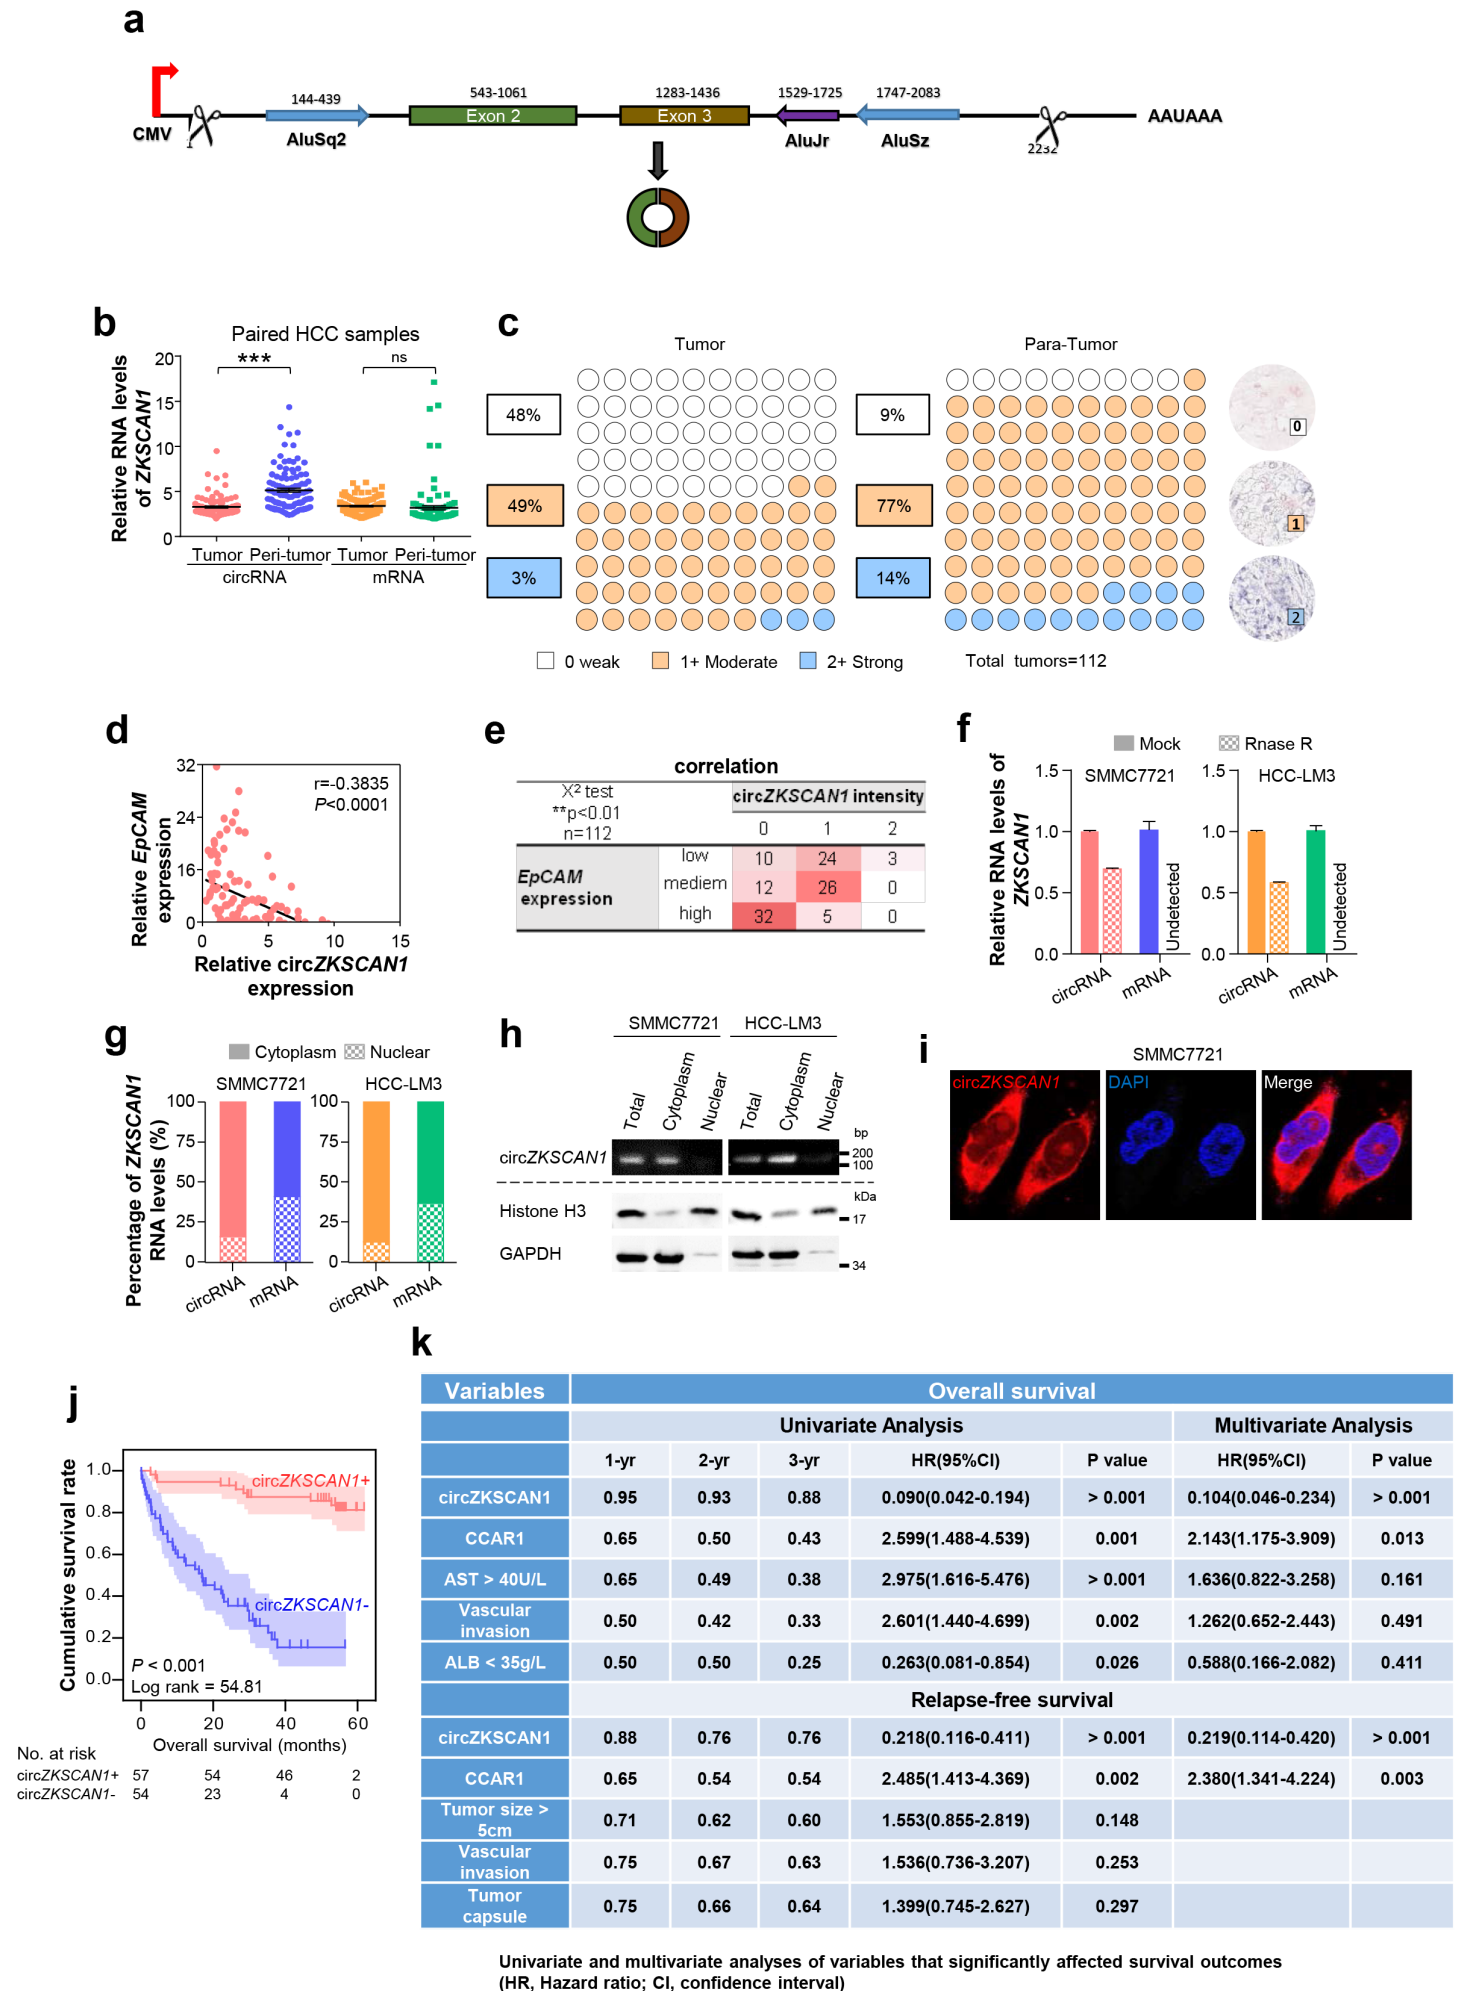 a
144-439
543-1061
1283-1436
1529-1725
1747-2083
Exon 2
Exon 3
AAUAAA
CMV
1
AluSq2
AluJr
AluSz
2232
b
Paired HCC samples
Relative RNA levels
of ZKSCAN1
20
15
10
5
0
***
ns
Tumor Peri-tumor Tumor Peri-tumor
circRNA
mRNA
c
Tumor
Para-Tumor
48%
49%
3%
9%
77%
14%
0
1
2
0 weak
1+ Moderate
2+ Strong
Total tumors=112
d
Relative EpCAM
expression
32
24
16
0
r=-0.3835
P<0.0001
0 5 10 15
Relative circZKSCAN1
expression
e
correlation
X² test
**p<0.01
n=112
circZKSCAN1 intensity
0 1 2
EpCAM
expression
low 10 24 3
mediem 12 26 0
high 32 5 0
f
Mock
Rnase R
Relative RNA levels of
ZKSCAN1
SMMC7721
1.5
1.0
0.5
0.0
Undetected
circRNA
mRNA
HCC-LM3
1.5
1.0
0.5
0.0
Undetected
circRNA
mRNA
g
Cytoplasm
Nuclear
Percentage of ZKSCAN1
RNA levels (%)
SMMC7721
100
75
50
25
0
circRNA
mRNA
HCC-LM3
100
75
50
25
0
circRNA
mRNA
h
SMMC7721
HCC-LM3
Total
Cytoplasm
Nuclear
Total
Cytoplasm
Nuclear
bp
circZKSCAN1
200
100
kDa
Histone H3
17
GAPDH
34
i
SMMC7721
circZKSCAN1
DAPI
Merge
j
Cumulative survival rate
1.0
0.8
0.6
0.4
0.2
0.0
circZKSCAN1+
circZKSCAN1-
P < 0.001
Log rank = 54.81
0 20 40 60
Overall survival (months)
No. at risk
circZKSCAN1+ 57 54 46 2
circZKSCAN1- 54 23 4 0
k
Variables Overall survival
Univariate Analysis Multivariate Analysis
1-yr 2-yr 3-yr HR(95%CI) P value HR(95%CI) P value
circZKSCAN1 0.95 0.93 0.88 0.090(0.042-0.194) > 0.001 0.104(0.046-0.234) > 0.001
CCAR1 0.65 0.50 0.43 2.599(1.488-4.539) 0.001 2.143(1.175-3.909) 0.013
AST > 40U/L 0.65 0.49 0.38 2.975(1.616-5.476) > 0.001 1.636(0.822-3.258) 0.161
Vascular
invasion 0.50 0.42 0.33 2.601(1.440-4.699) 0.002 1.262(0.652-2.443) 0.491
ALB < 35g/L 0.50 0.50 0.25 0.263(0.081-0.854) 0.026 0.588(0.166-2.082) 0.411
Relapse-free survival
circZKSCAN1 0.88 0.76 0.76 0.218(0.116-0.411) > 0.001 0.219(0.114-0.420) > 0.001
CCAR1 0.65 0.54 0.54 2.485(1.413-4.369) 0.002 2.380(1.341-4.224) 0.003
Tumor size >
5cm 0.71 0.62 0.60 1.553(0.855-2.819) 0.148
Vascular
invasion 0.75 0.67 0.63 1.536(0.736-3.207) 0.253
Tumor
capsule 0.75 0.66 0.64 1.399(0.745-2.627) 0.297
Univariate and multivariate analyses of variables that significantly affected survival outcomes
(HR, Hazard ratio; CI, confidence interval)